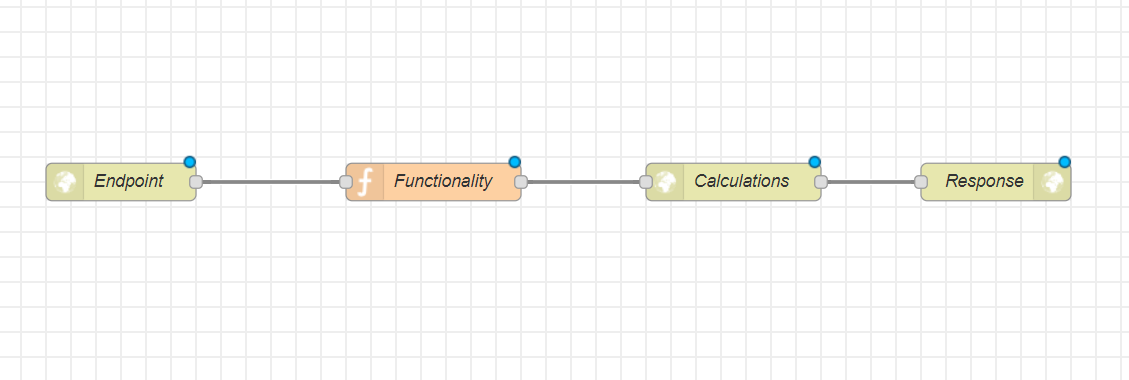 Endpoint
Functionality
Calculations
Response